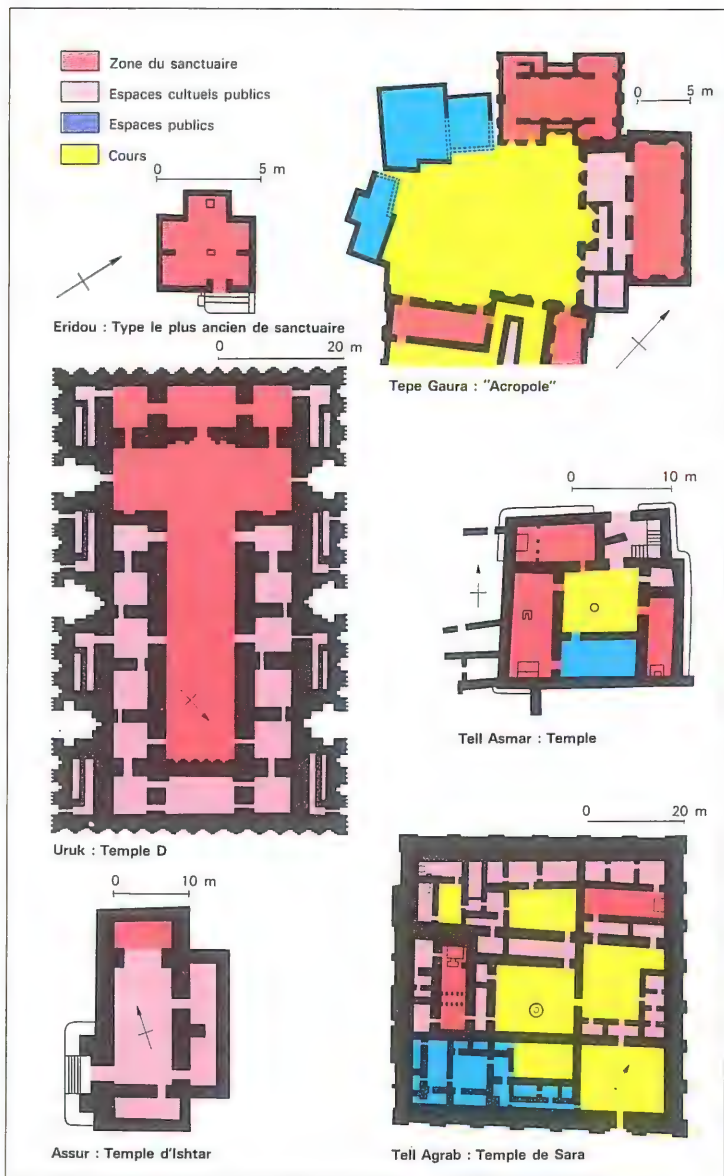 Zone du sanctuaire
Espaces cultuels publics
Espaces publics
Cours
0 5 m
0 5 m
Eridou : Type le plus ancien de sanctuaire
Tepe Gaura : "Acropole"
0 20 m
0 10 m
Tell Asmar : Temple
Uruk : Temple D
0 20 m
0 10 m
Assur : Temple d'Ishtar
Tell Agrab : Temple de Sara